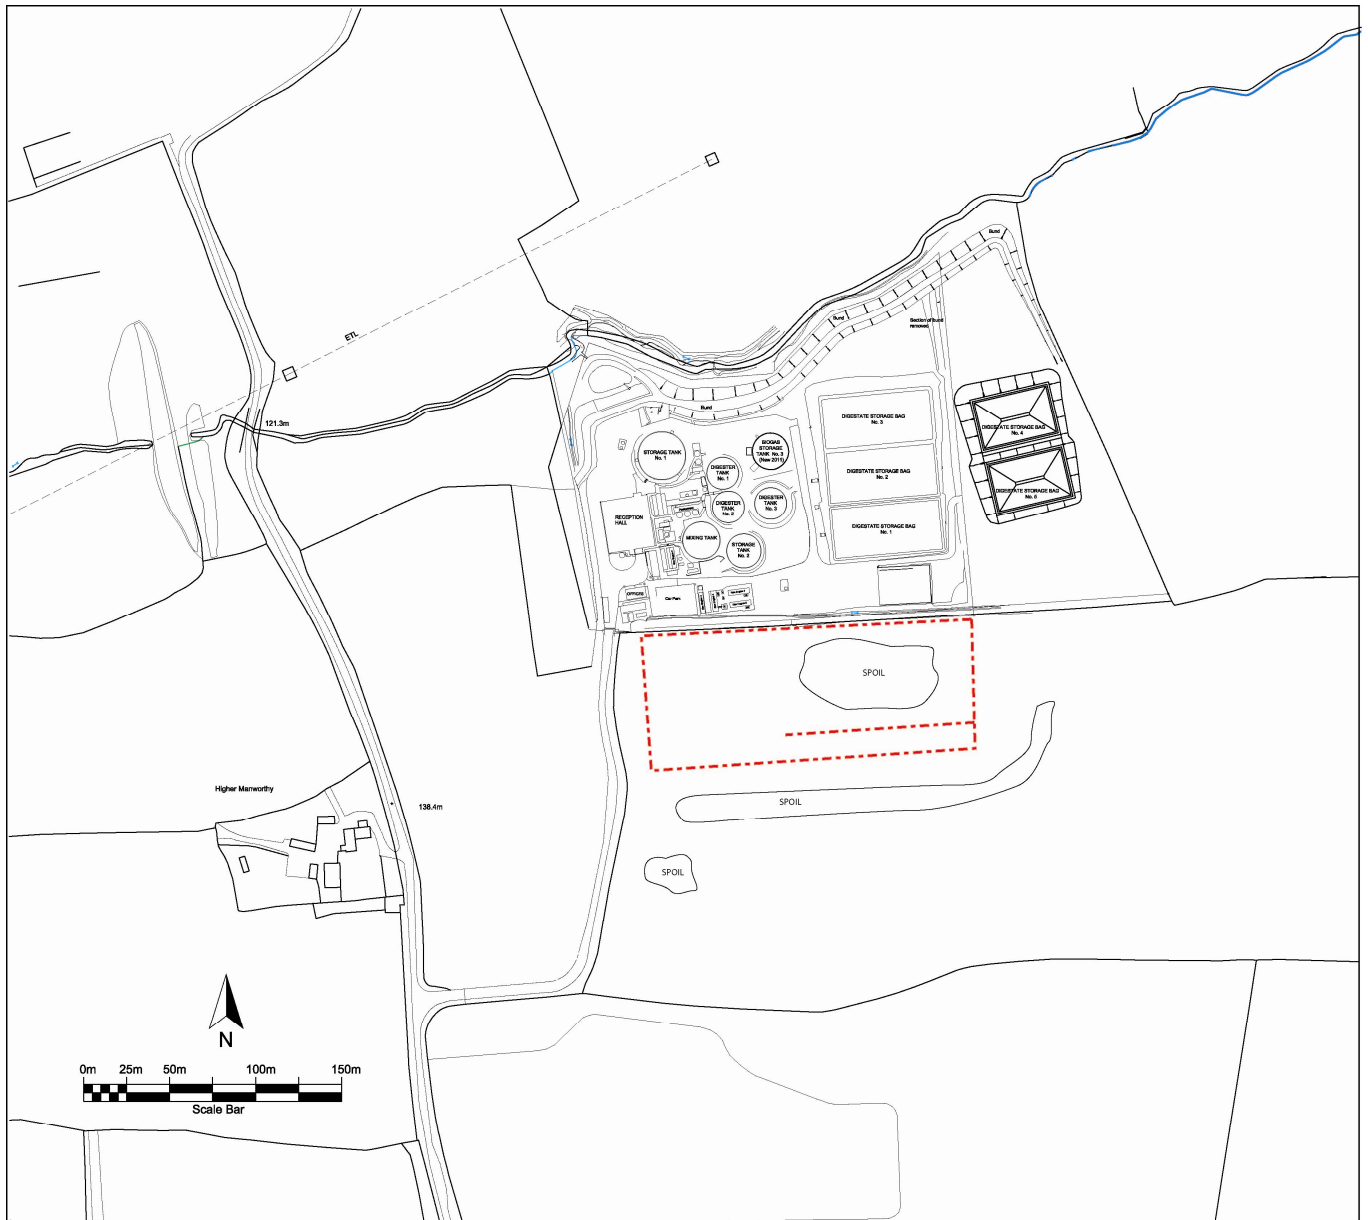 Bund
ETL
Bund
Section of bund
removed
Bund
121.3m
STORAGE TANK
No. 1
BIOGAS
STORAGE
TANK No. 3
(New 2011)
DIGESTER
TANK
No. 1
DIGESTER
TANK
No. 2
DIGESTER
TANK
No. 3
RECEPTION
HALL
MIXING TANK
STORAGE
TANK
No. 2
OFFICES
Car Park
DIGESTATE STORAGE BAG
No. 3
DIGESTATE STORAGE BAG
No. 2
DIGESTATE STORAGE BAG
No. 1
DIGESTATE STORAGE BAG
No. 4
DIGESTATE STORAGE BAG
No. 5
SPOIL
SPOIL
SPOIL
Higher Manworthy
138.4m
N
0m 25m 50m 100m 150m
Scale Bar